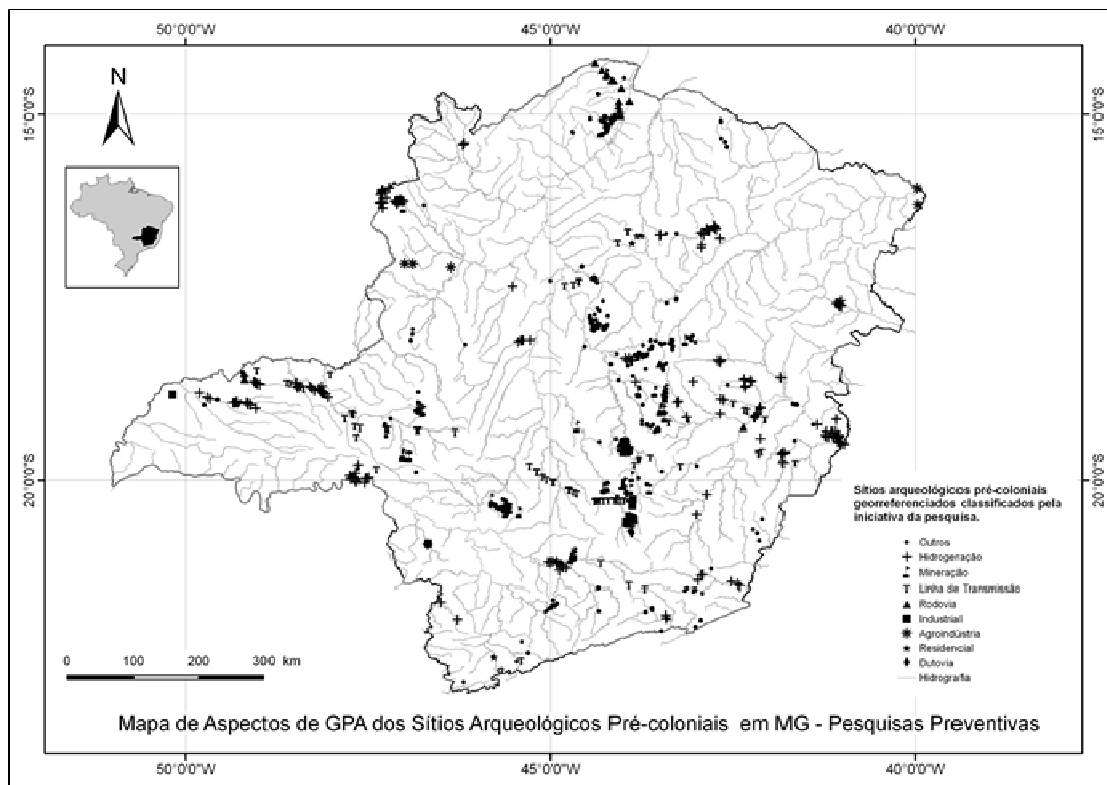 50°0'0"W
45°0'0"W
40°0'0"W
N
15°0'0"S
15°0'0"S
20°0'0"S
20°0'0"S
Sítios arqueológicos pré-coloniais
georreferenciados classificados pela
iniciativa da pesquisa.
Outros
Hidrogeração
Mineração
Linha de Transmissão
Rodovia
Industrial
Agroindústria
Residencial
Dutovia
Hidrografia
0 100 200 300 km
Mapa de Aspectos de GPA dos Sítios Arqueológicos Pré-coloniais em MG - Pesquisas Preventivas
50°0'0"W
45°0'0"W
40°0'0"W